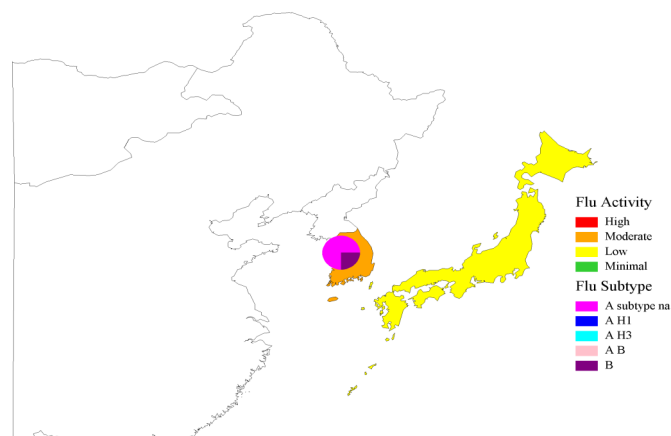 Flu Activity
High
Moderate
Low
Minimal
Flu Subtype
A subtype na
A H1
A H3
A B
B